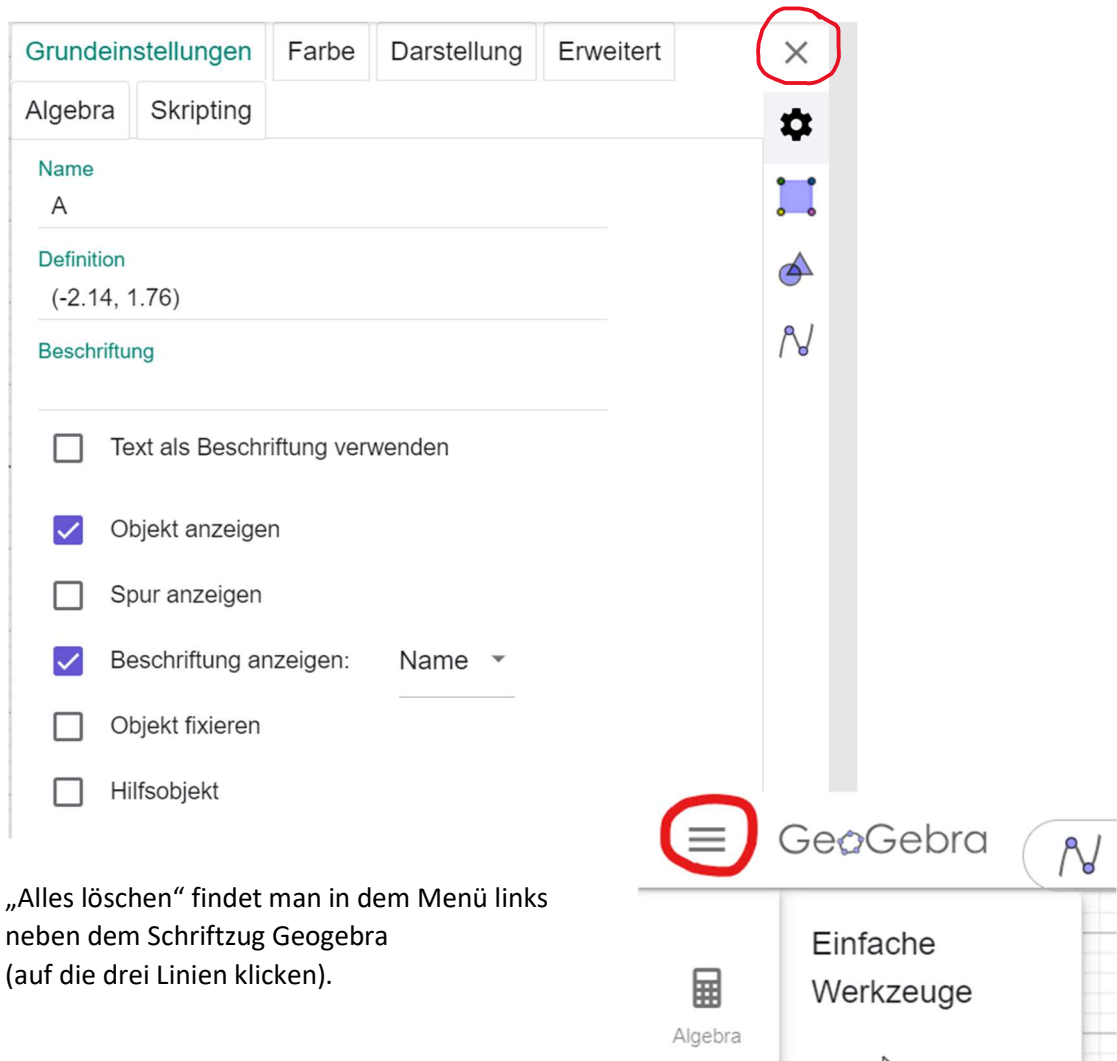 Grundeinstellungen Farbe Darstellung Erweitert
Algebra Skripting
Name
A
Definition
(-2.14, 1.76)
Beschriftung
Text als Beschriftung verwenden
Objekt anzeigen
Spur anzeigen
Beschriftung anzeigen: Name
Objekt fixieren
Hilfsobjekt
„Alles löschen“ findet man in dem Menü links
neben dem Schriftzug Geogebra
(auf die drei Linien klicken).
GeoGebra
Einfache
Werkzeuge
Algebra